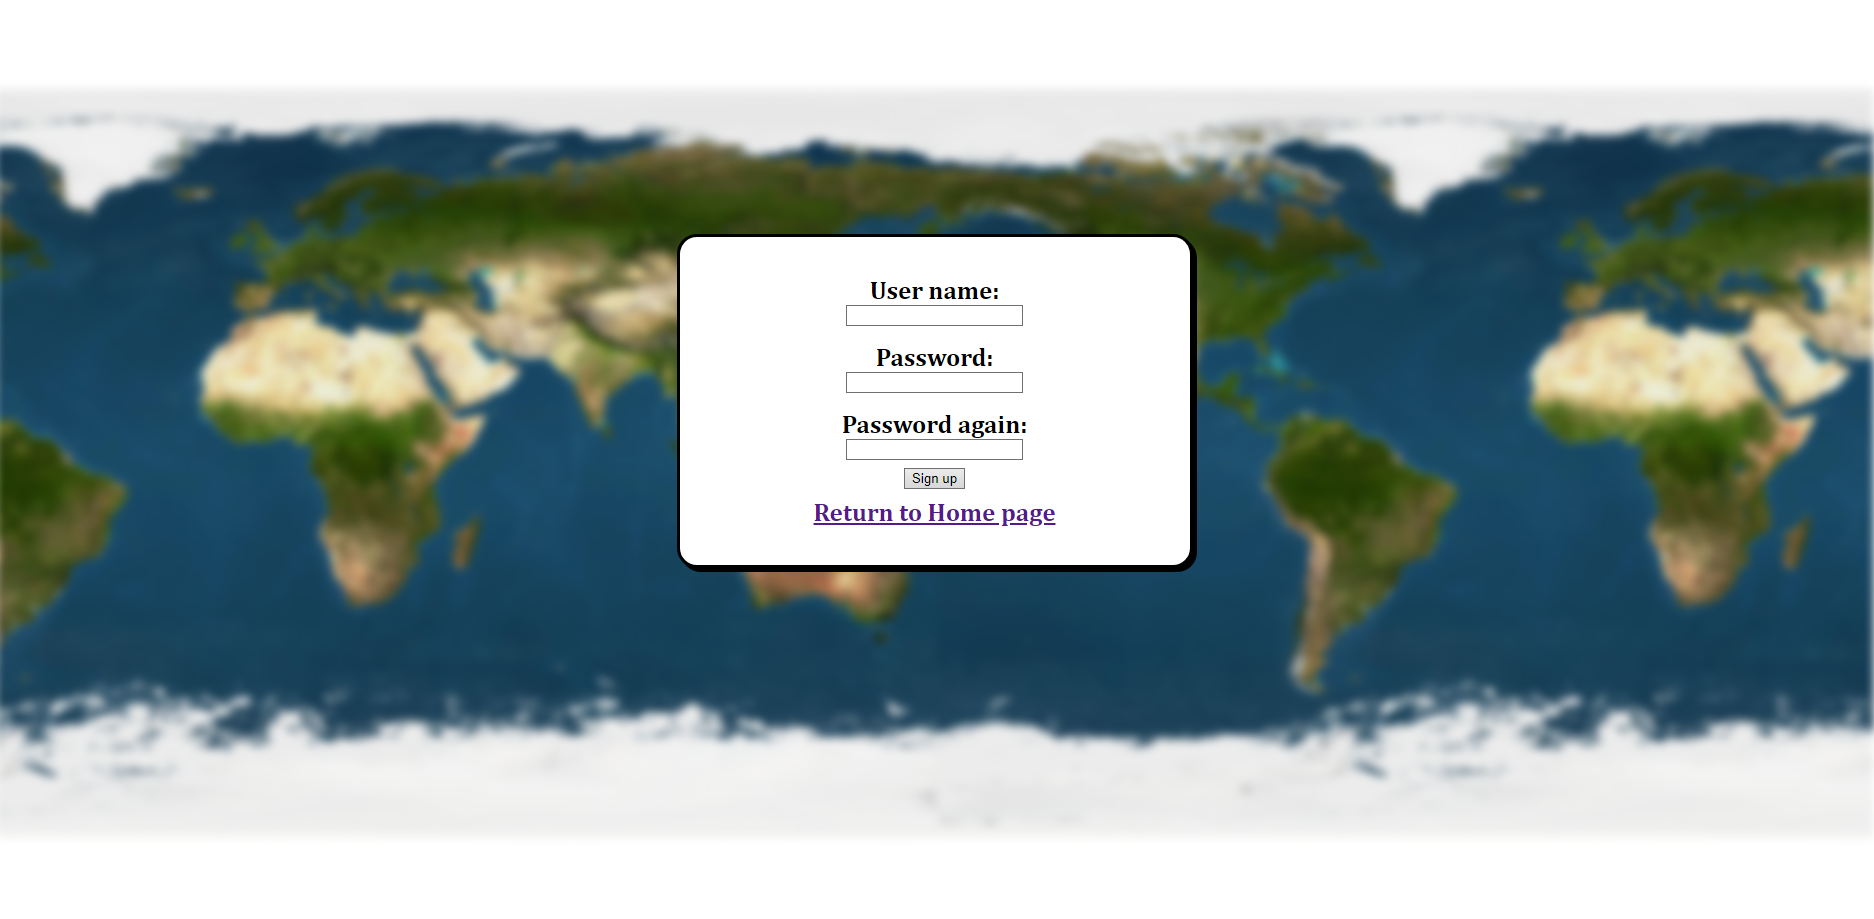 User name:
Password:
Password again:
Sign up
Return to Home page